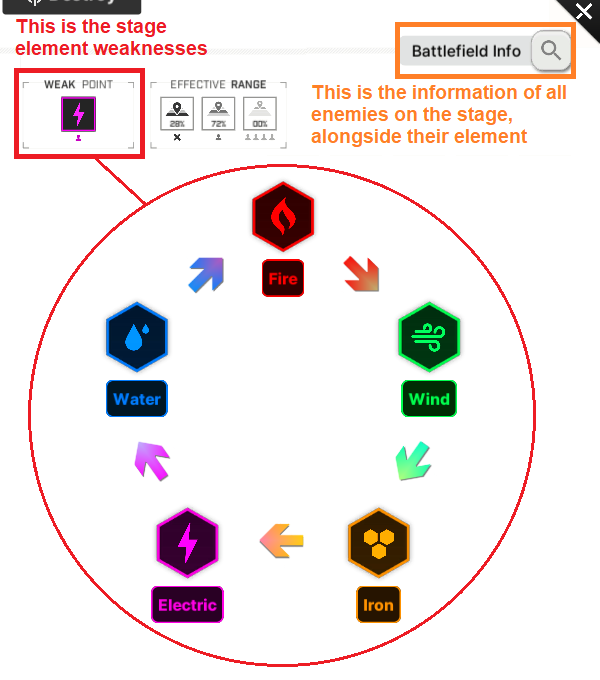 Destroy
This is the stage
element weaknesses
Battlefield Info
WEAK POINT
EFFECTIVE RANGE
28%
72%
00%
This is the information of all
enemies on the stage,
alongside their element
Fire
Water
Wind
Electric
Iron